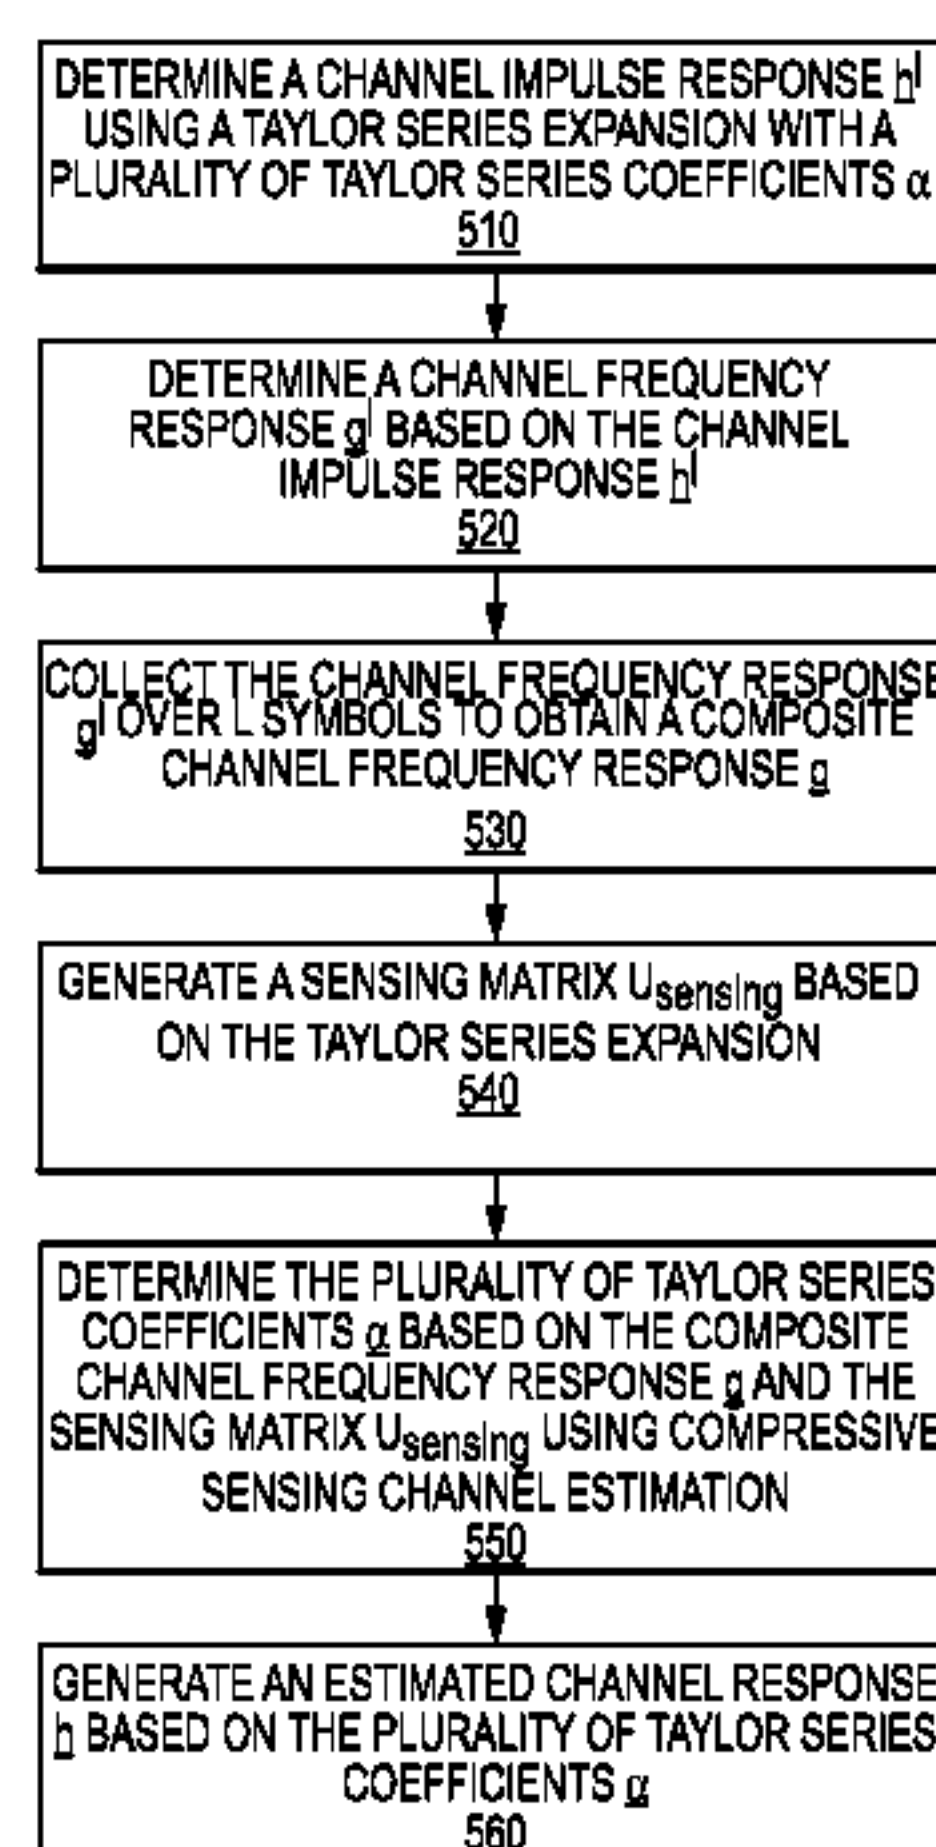 DETERMINE A CHANNEL IMPULSE RESPONSE h^l
USING A TAYLOR SERIES EXPANSION WITH A
PLURALITY OF TAYLOR SERIES COEFFICIENTS α
510
DETERMINE A CHANNEL FREQUENCY
RESPONSE g^l BASED ON THE CHANNEL
IMPULSE RESPONSE h^l
520
COLLECT THE CHANNEL FREQUENCY RESPONSE
g^l OVER L SYMBOLS TO OBTAIN A COMPOSITE
CHANNEL FREQUENCY RESPONSE g
530
GENERATE A SENSING MATRIX U_sensing BASED
ON THE TAYLOR SERIES EXPANSION
540
DETERMINE THE PLURALITY OF TAYLOR SERIES
COEFFICIENTS α BASED ON THE COMPOSITE
CHANNEL FREQUENCY RESPONSE g AND THE
SENSING MATRIX U_sensing USING COMPRESSIVE
SENSING CHANNEL ESTIMATION
550
GENERATE AN ESTIMATED CHANNEL RESPONSE
h BASED ON THE PLURALITY OF TAYLOR SERIES
COEFFICIENTS α
560